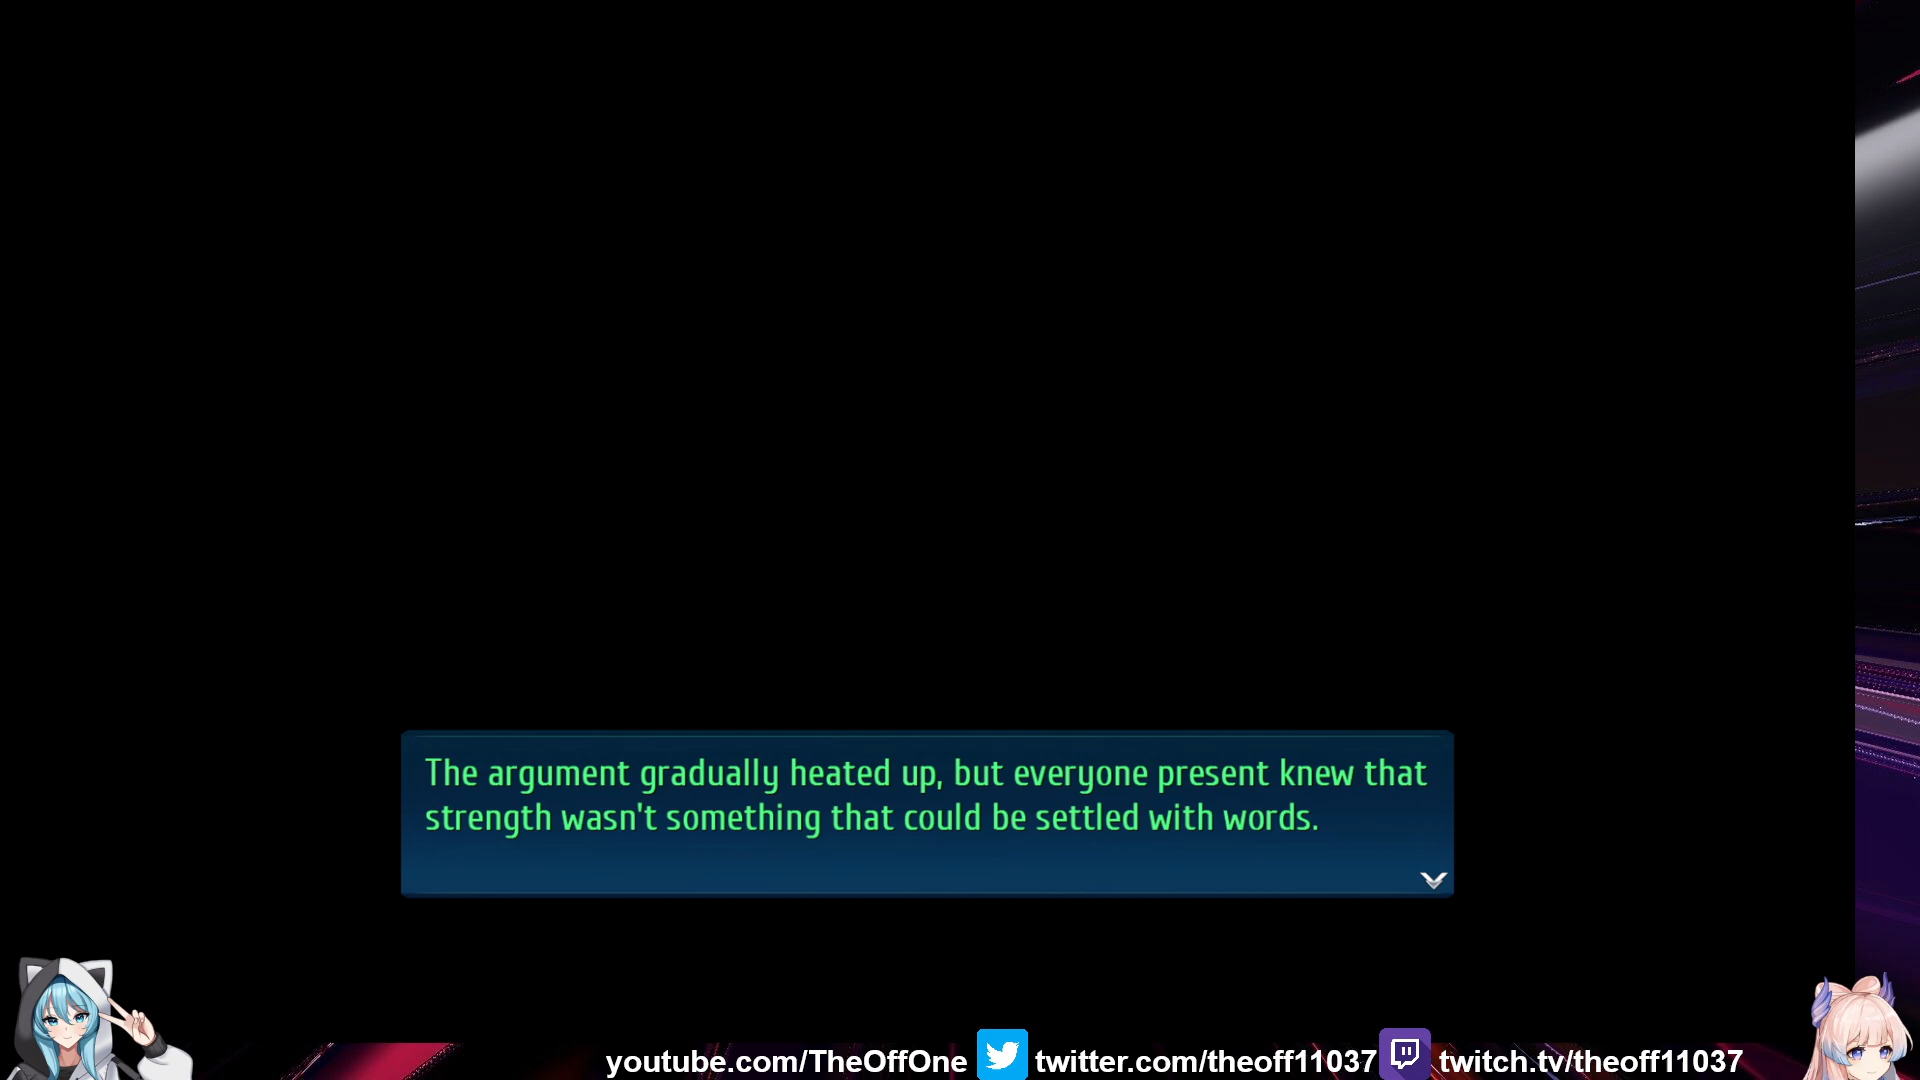 The argument gradually heated up, but everyone present knew that
strength wasn't something that could be settled with words.
youtube.com/TheOffOne twitter.com/theoff11037 twitch.tv/theoff11037